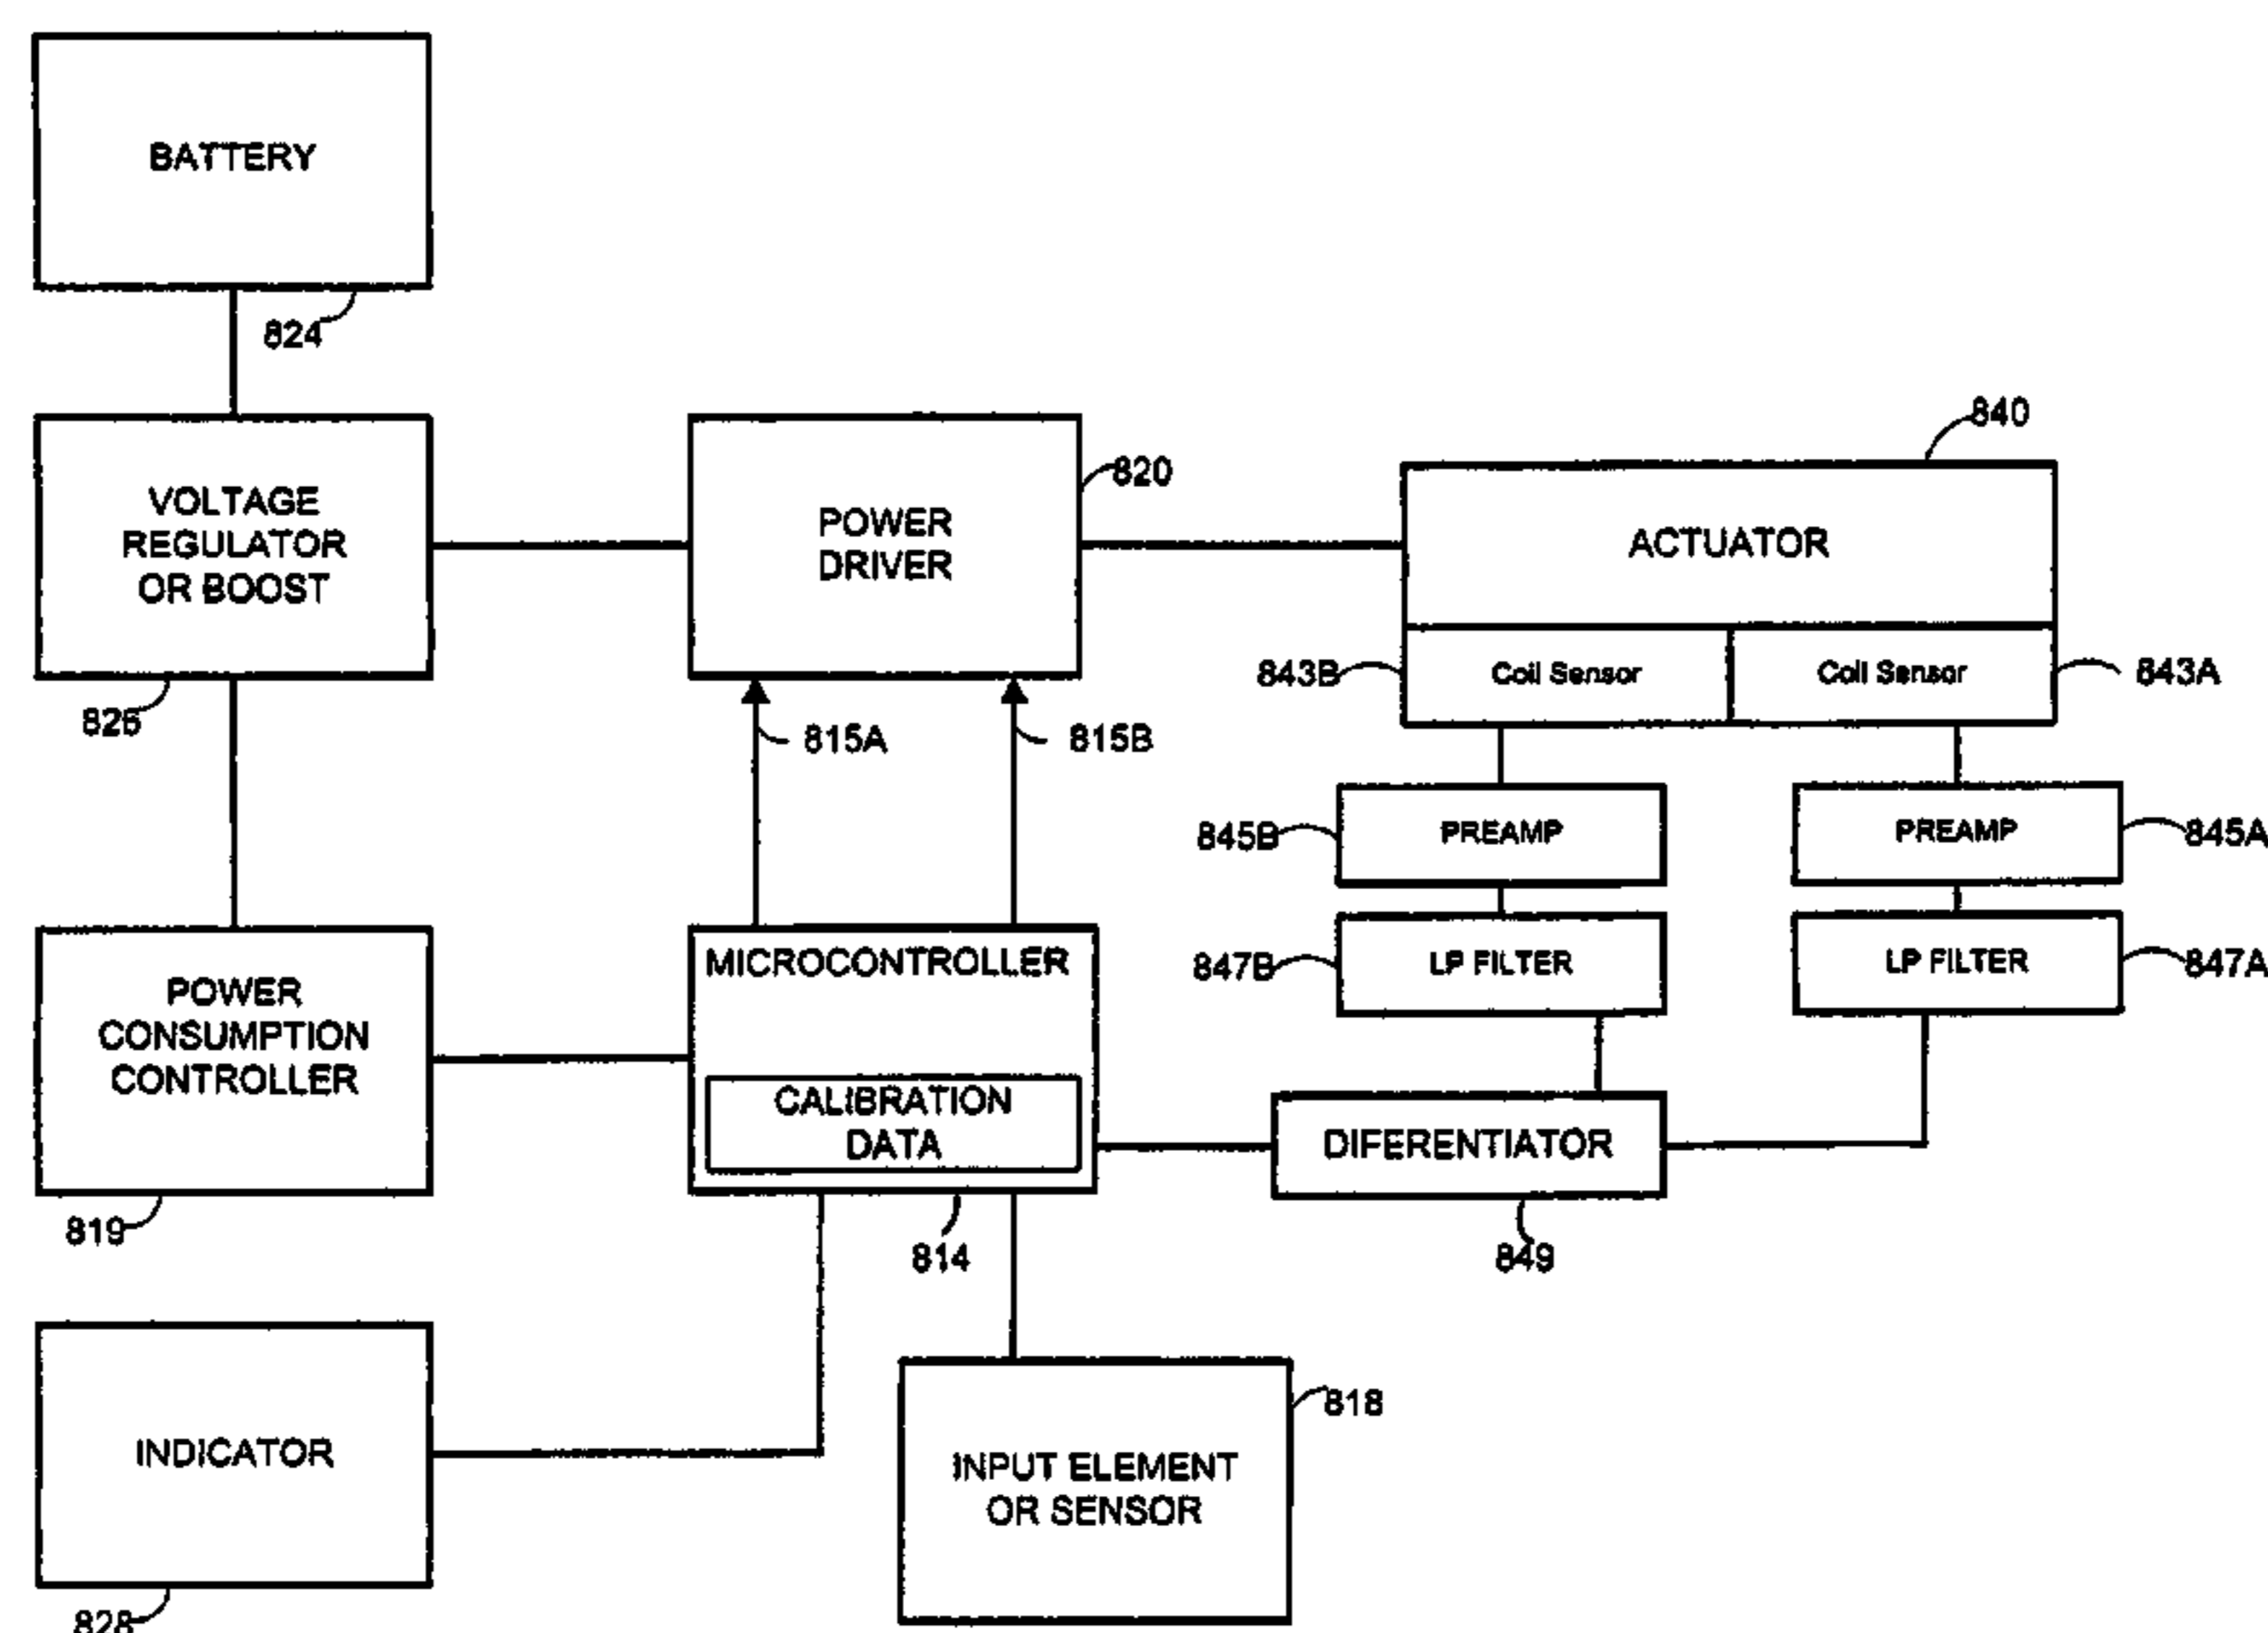 BATTERY
824
VOLTAGE
REGULATOR
OR BOOST
826
POWER
DRIVER
820
840
ACTUATOR
843B
Coil Sensor
Coil Sensor
843A
815A
815B
845B
PREAMP
PREAMP
845A
847B
LP FILTER
LP FILTER
847A
POWER
CONSUMPTION
CONTROLLER
819
MICROCONTROLLER
CALIBRATION
DATA
814
DIFERENTIATOR
849
INDICATOR
828
INPUT ELEMENT
OR SENSOR
818